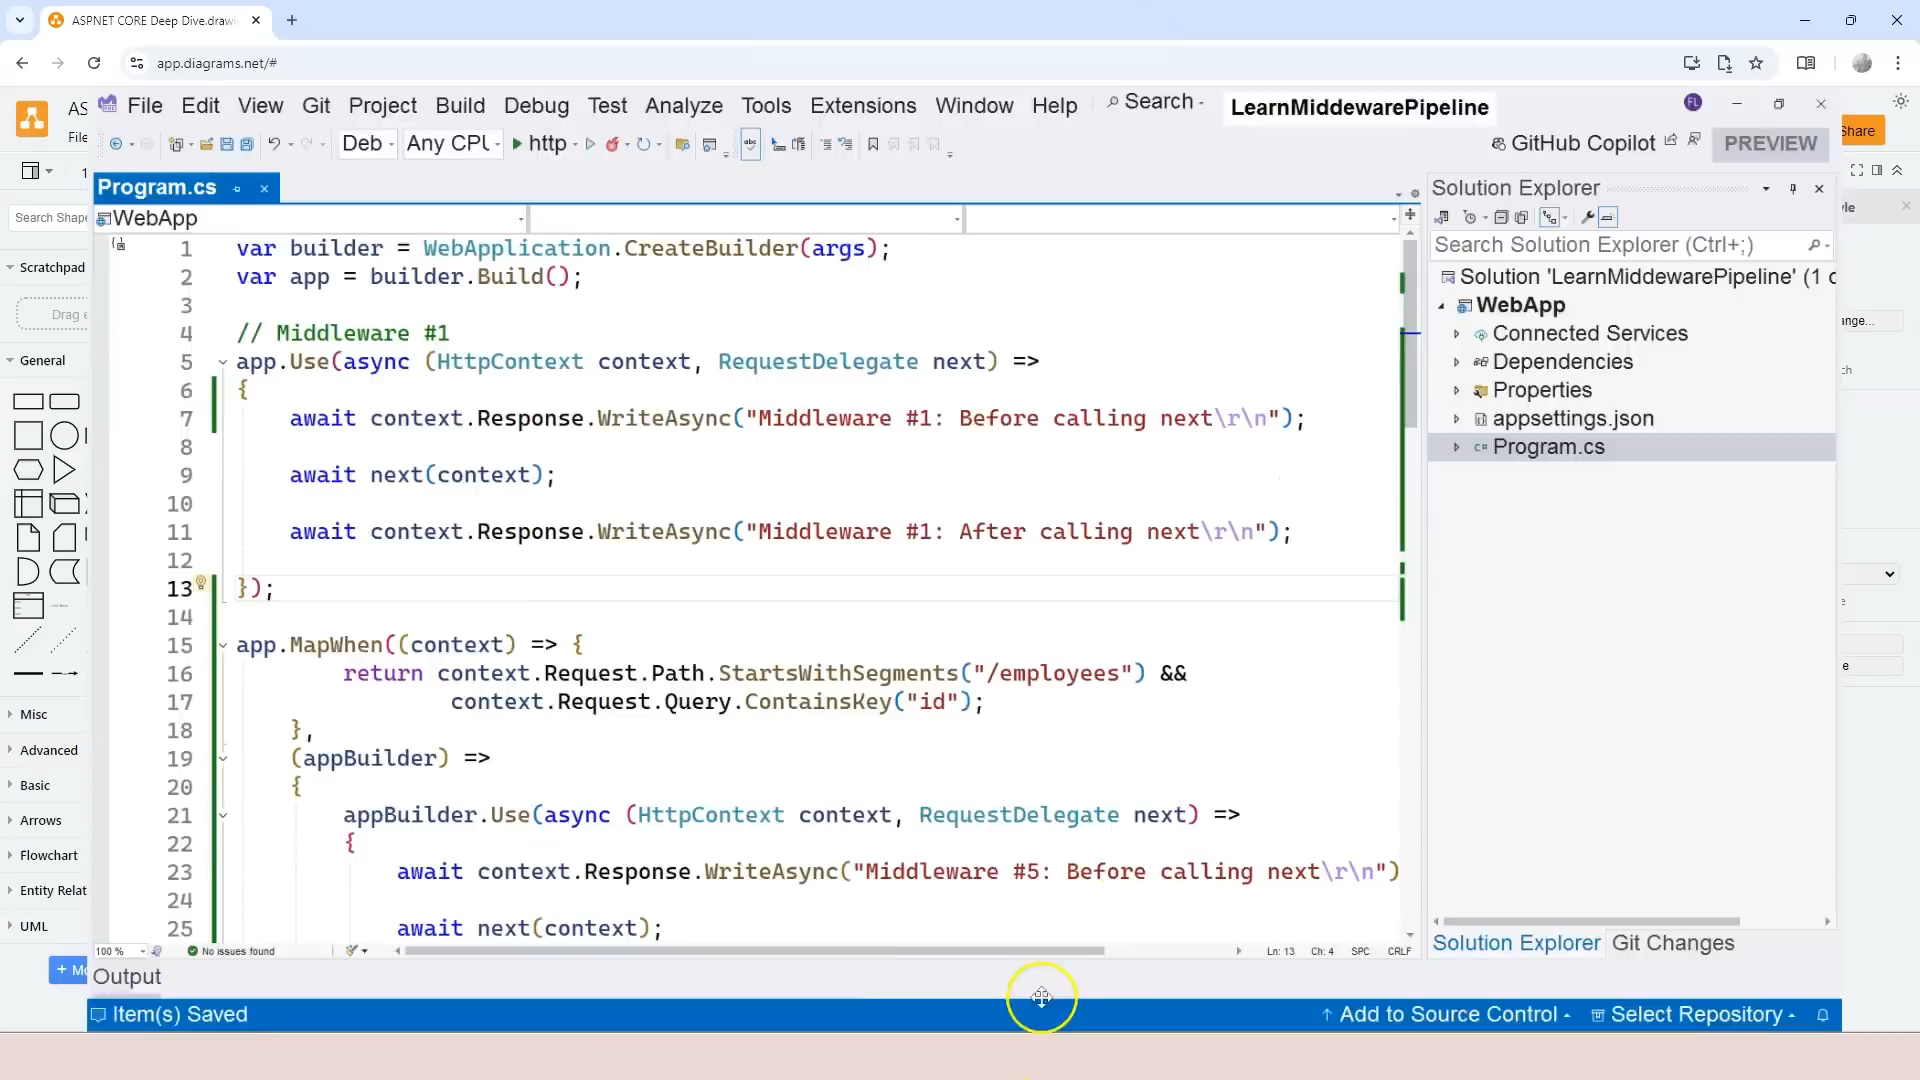 ASPNET CORE Deep Dive.drawi
app.diagrams.net/#
AS
File
Share
File Edit View Git Project Build Debug Test Analyze Tools Extensions Window Help Search LearnMiddewarePipeline FL
Deb Any CPU http GitHub Copilot PREVIEW
Program.cs
WebApp
1 var builder = WebApplication.CreateBuilder(args);
2 var app = builder.Build();
3
4 // Middleware #1
5 app.Use(async (HttpContext context, RequestDelegate next) =>
6 {
7 await context.Response.WriteAsync("Middleware #1: Before calling next\r\n");
8
9 await next(context);
10
11 await context.Response.WriteAsync("Middleware #1: After calling next\r\n");
12
13 });
14
15 app.MapWhen((context) => {
16 return context.Request.Path.StartsWithSegments("/employees") &&
17 context.Request.Query.ContainsKey("id");
18 },
19 (appBuilder) =>
20 {
21 appBuilder.Use(async (HttpContext context, RequestDelegate next) =>
22 {
23 await context.Response.WriteAsync("Middleware #5: Before calling next\r\n")
24
25 await next(context);
100 % No issues found Ln: 13 Ch: 4 SPC CRLF
Output
Item(s) Saved Add to Source Control Select Repository
Solution Explorer
Search Solution Explorer (Ctrl+;)
Solution 'LearnMiddewarePipeline' (1 c
WebApp
Connected Services
Dependencies
Properties
appsettings.json
Program.cs
Solution Explorer Git Changes
Search Shape
Scratchpad
Drag e
General
Misc
Advanced
Basic
Arrows
Flowchart
Entity Relat
UML
+ Mo
yle
ange...